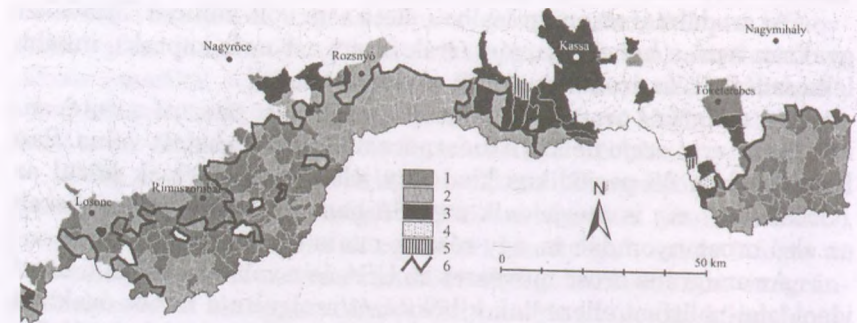 Nagyrőce
Rozsnyó
Kassa
Nagymihály
Tőketerebes
Rimaszombat
Losonc
1
2
3
4
5
6
N
0
50 km